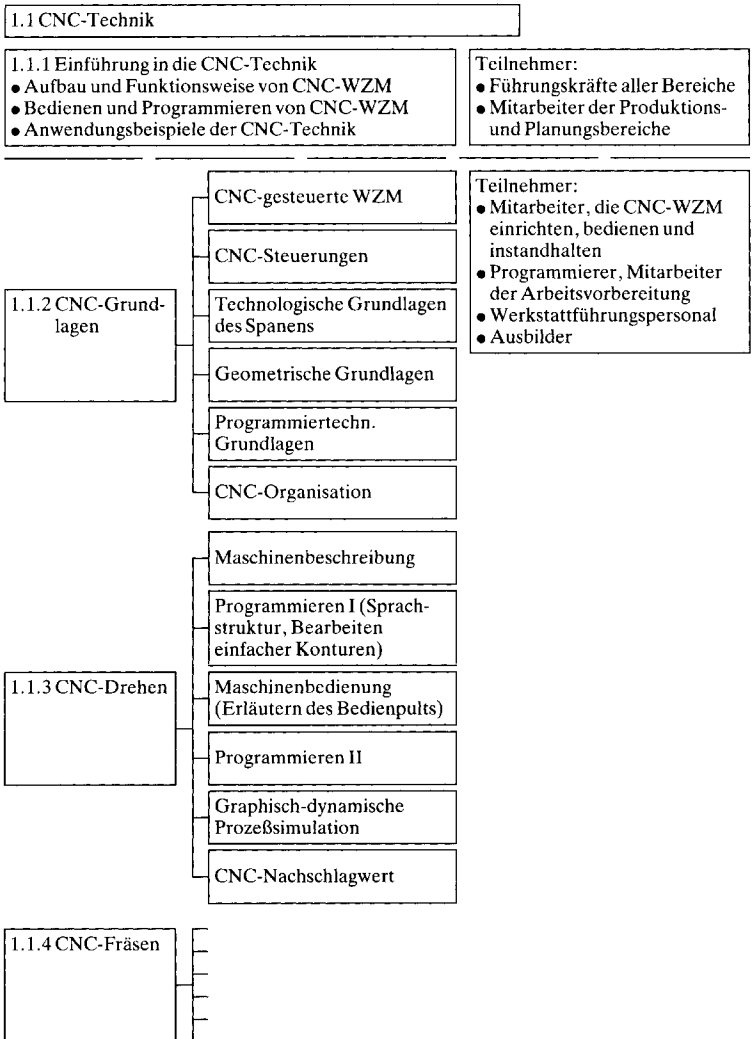 1.1 CNC-Technik
1.1.1 Einführung in die CNC-Technik
● Aufbau und Funktionsweise von CNC-WZM
● Bedienen und Programmieren von CNC-WZM
● Anwendungsbeispiele der CNC-Technik
Teilnehmer:
● Führungskräfte aller Bereiche
● Mitarbeiter der Produktions-
und Planungsbereiche
1.1.2 CNC-Grund-
lagen
CNC-gesteuerte WZM
CNC-Steuerungen
Technologische Grundlagen
des Spanens
Geometrische Grundlagen
Programmiertechn.
Grundlagen
CNC-Organisation
Teilnehmer:
● Mitarbeiter, die CNC-WZM
einrichten, bedienen und
instandhalten
● Programmierer, Mitarbeiter
der Arbeitsvorbereitung
● Werkstattführungspersonal
● Ausbilder
1.1.3 CNC-Drehen
Maschinenbeschreibung
Programmieren I (Sprach-
struktur, Bearbeiten
einfacher Konturen)
Maschinenbedienung
(Erläutern des Bedienpults)
Programmieren II
Graphisch-dynamische
Prozeßsimulation
CNC-Nachschlagwert
1.1.4 CNC-Fräsen